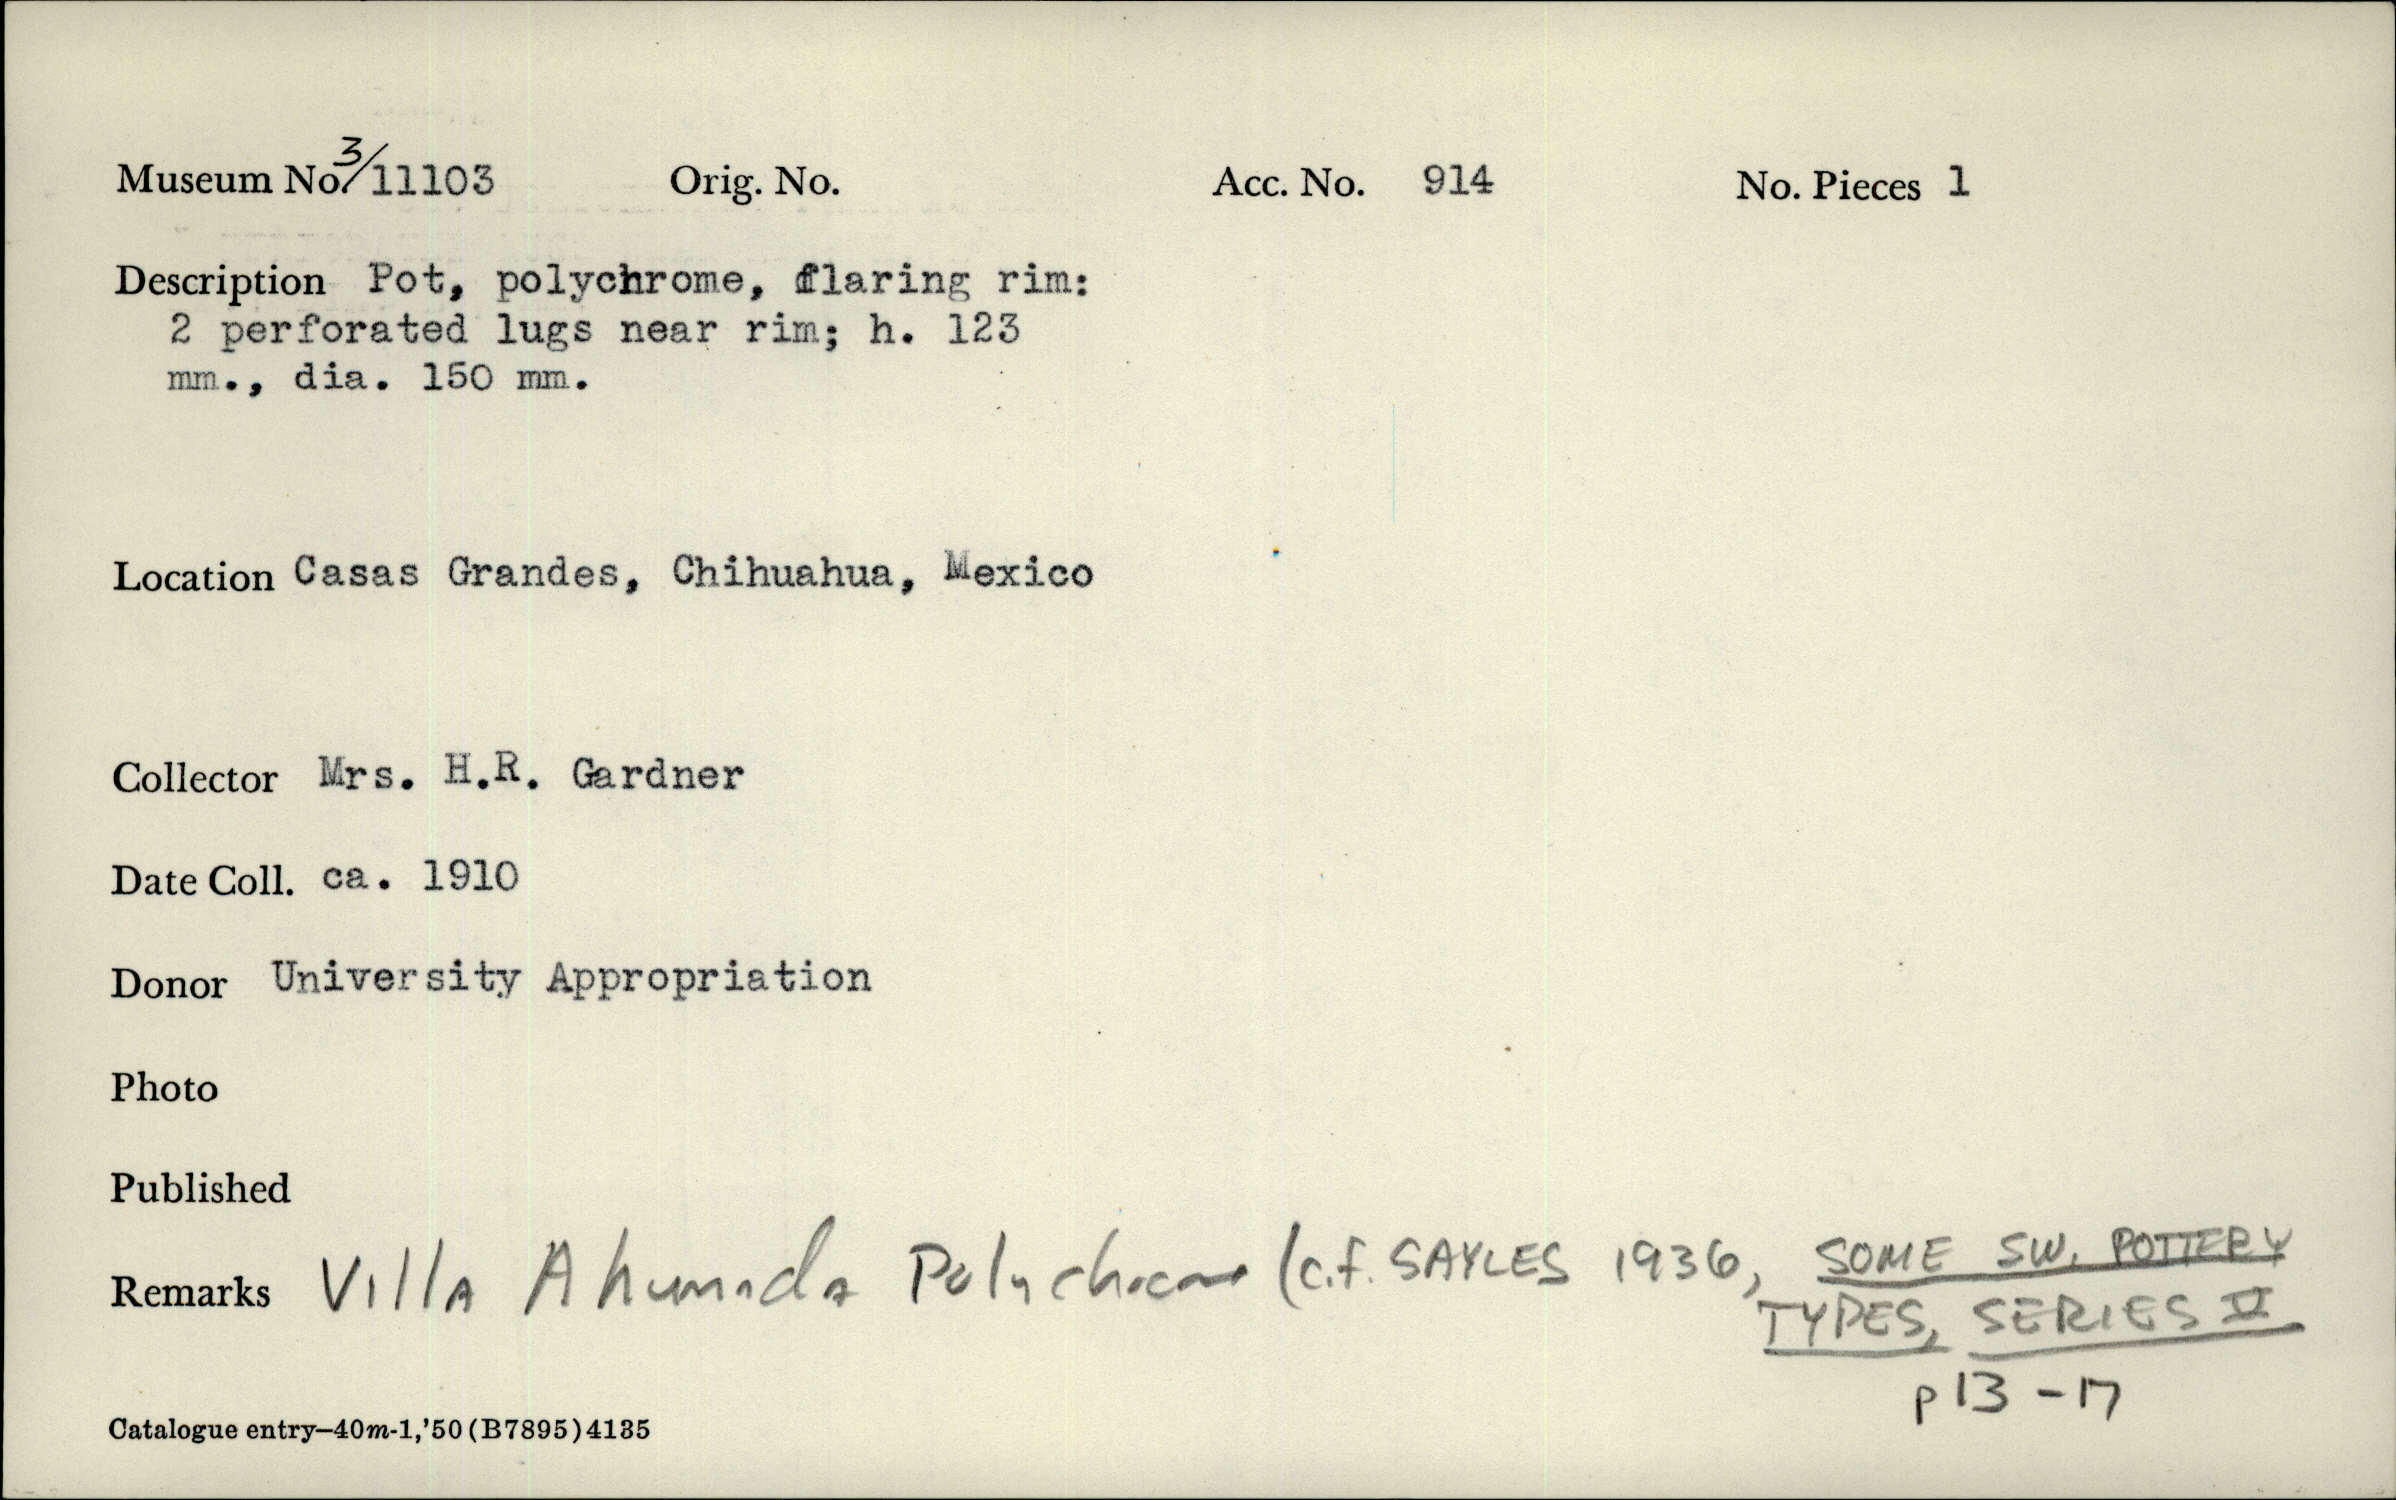 Museum No. 3/11103 Orig. No. Acc. No. 914 No. Pieces 1
Description Pot, polychrome, flaring rim:
2 perforated lugs near rim; h. 123
mm., dia. 150 mm.
Location Casas Grandes, Chihuahua, Mexico
Collector Mrs. H.R. Gardner
Date Coll. ca. 1910
Donor University Appropriation
Photo
Published
Remarks Villa Ahumada Polychrome (c.f. SAYLES 1936, SOME SW. POTTERY
TYPES, SERIES V
p 13 - 17
Catalogue entry—40m-1,'50 (B7895) 4135